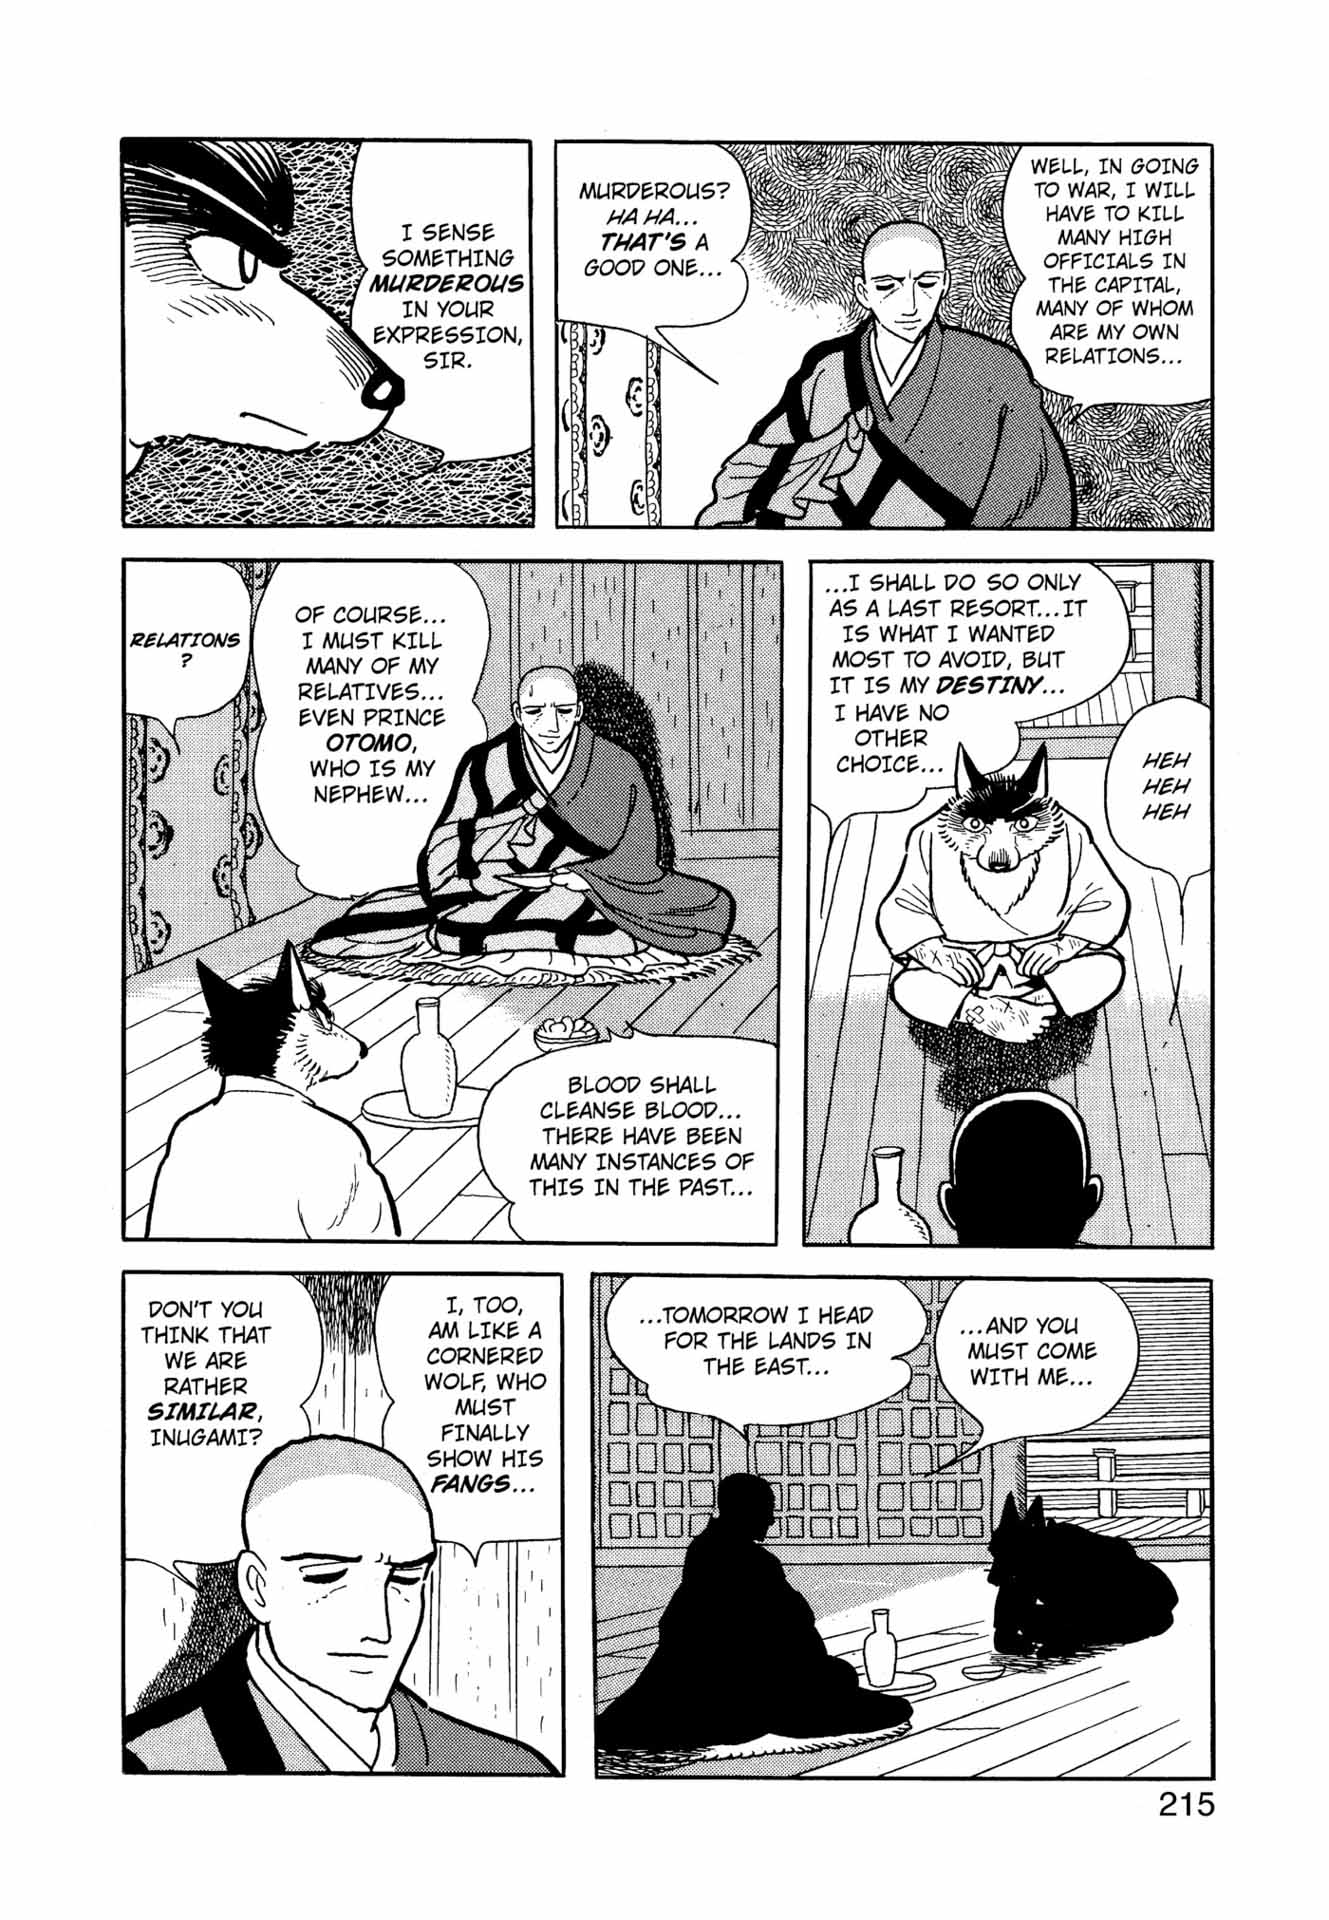 I SENSE
SOMETHING
MURDEROUS
IN YOUR
EXPRESSION,
SIR.
MURDEROUS?
HA HA...
THAT'S A
GOOD ONE...
WELL, IN GOING
TO WAR, I WILL
HAVE TO KILL
MANY HIGH
OFFICIALS IN
THE CAPITAL,
MANY OF WHOM
ARE MY OWN
RELATIONS...
RELATIONS
?
OF COURSE...
I MUST KILL
MANY OF MY
RELATIVES...
EVEN PRINCE
OTOMO,
WHO IS MY
NEPHEW...
BLOOD SHALL
CLEANSE BLOOD...
THERE HAVE BEEN
MANY INSTANCES OF
THIS IN THE PAST...
...I SHALL DO SO ONLY
AS A LAST RESORT...IT
IS WHAT I WANTED
MOST TO AVOID, BUT
IT IS MY DESTINY...
I HAVE NO
OTHER
CHOICE...
HEH
HEH
HEH
DON'T YOU
THINK THAT
WE ARE
RATHER
SIMILAR,
INUGAMI?
I, TOO,
AM LIKE A
CORNERED
WOLF, WHO
MUST
FINALLY
SHOW HIS
FANGS...
...TOMORROW I HEAD
FOR THE LANDS IN
THE EAST...
...AND YOU
MUST COME
WITH ME...
215